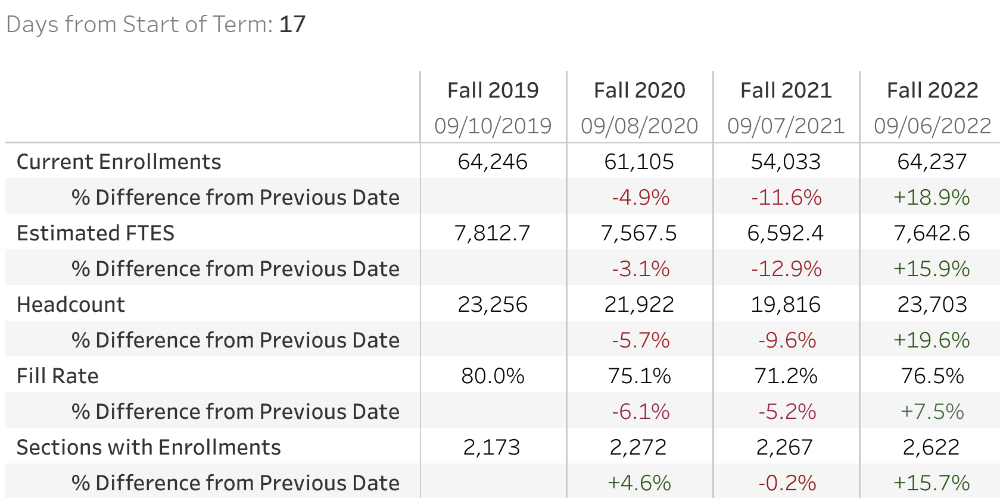 Days from Start of Term: 17
Fall 2019 Fall 2020 Fall 2021 Fall 2022
09/10/2019 09/08/2020 09/07/2021 09/06/2022
Current Enrollments 64,246 61,105 54,033 64,237
% Difference from Previous Date -4.9% -11.6% +18.9%
Estimated FTES 7,812.7 7,567.5 6,592.4 7,642.6
% Difference from Previous Date -3.1% -12.9% +15.9%
Headcount 23,256 21,922 19,816 23,703
% Difference from Previous Date -5.7% -9.6% +19.6%
Fill Rate 80.0% 75.1% 71.2% 76.5%
% Difference from Previous Date -6.1% -5.2% +7.5%
Sections with Enrollments 2,173 2,272 2,267 2,622
% Difference from Previous Date +4.6% -0.2% +15.7%